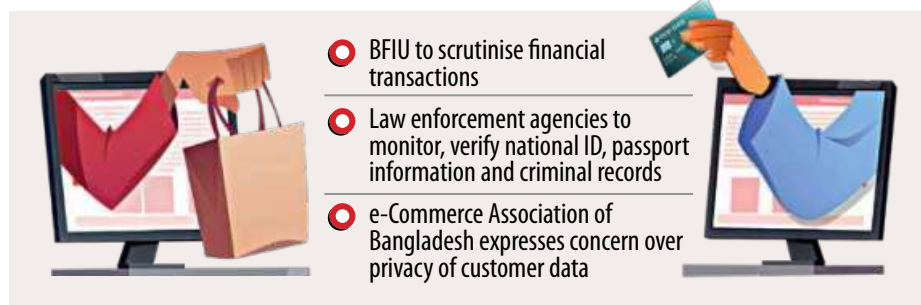 BFIU to scrutinise financial
transactions
Law enforcement agencies to
monitor, verify national ID, passport
information and criminal records
e-Commerce Association of
Bangladesh expresses concern over
privacy of customer data